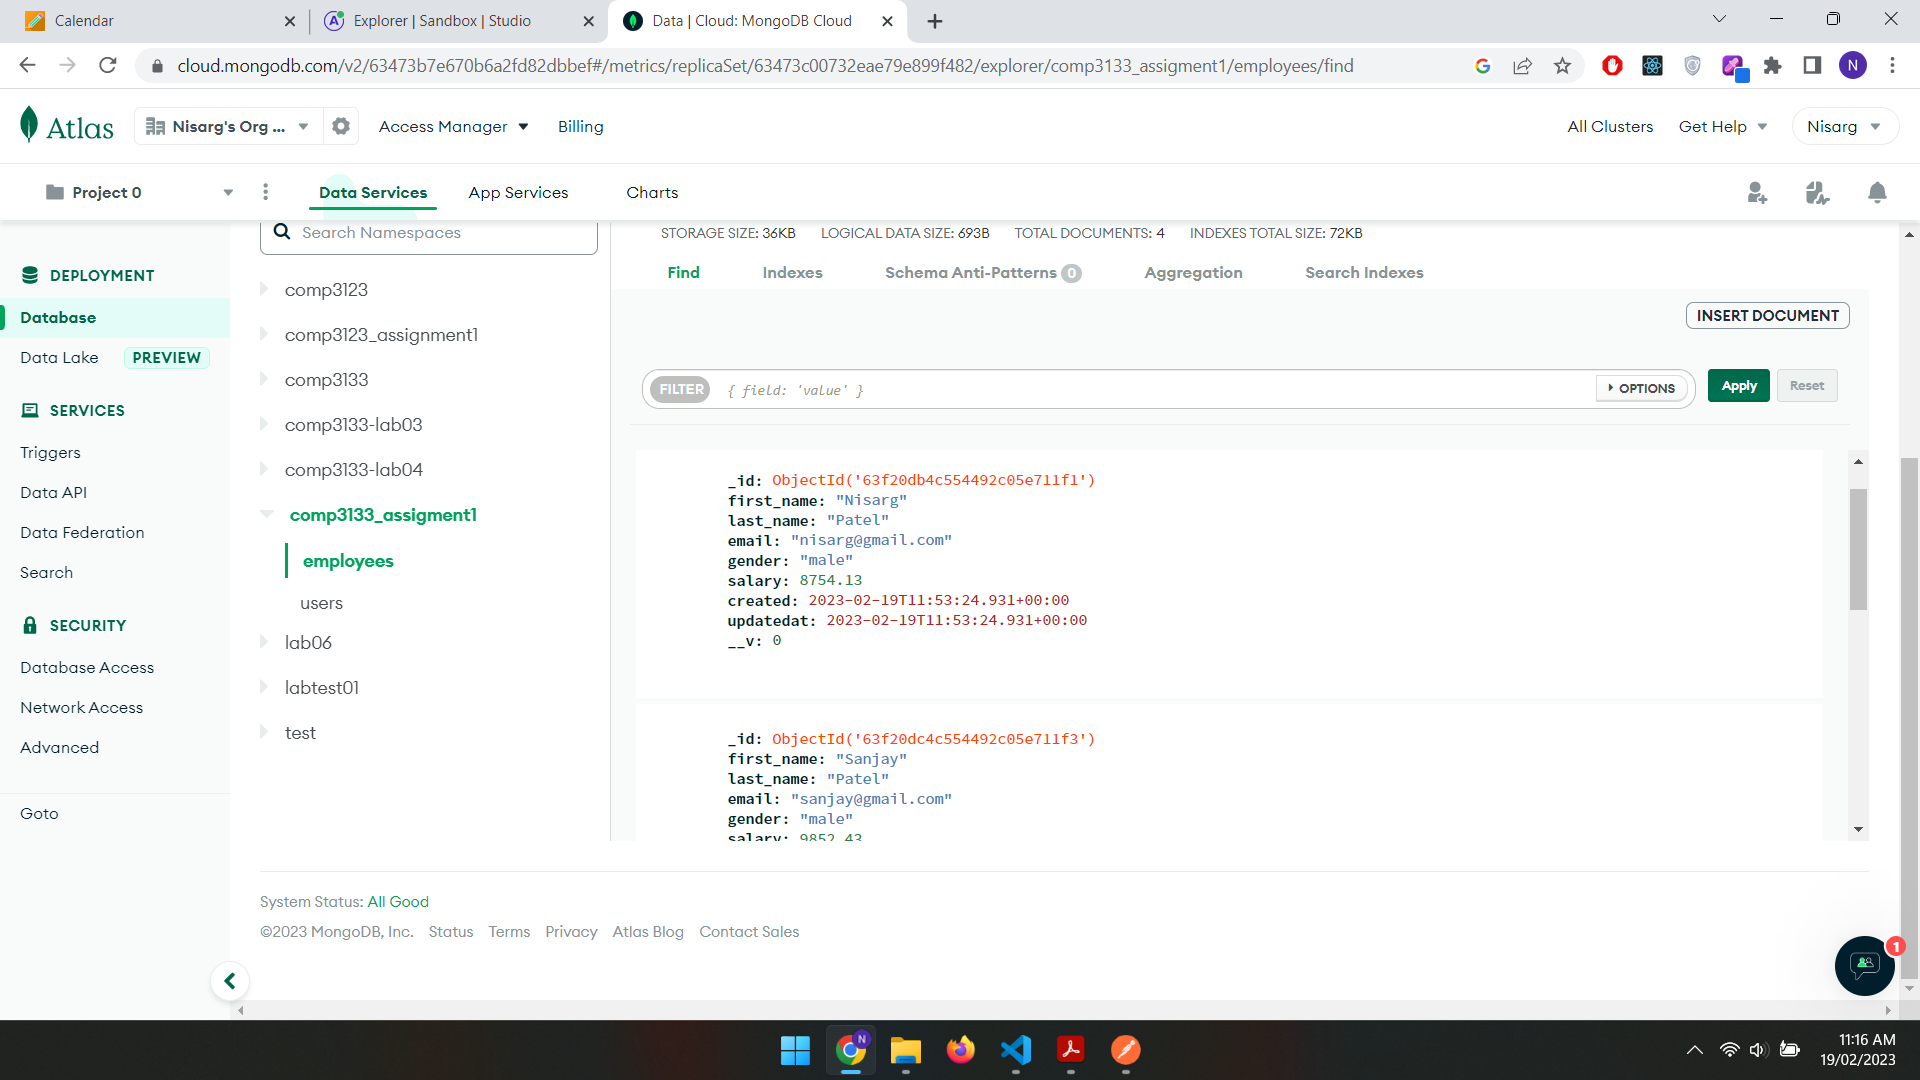 Calendar
Explorer | Sandbox | Studio
Data | Cloud: MongoDB Cloud
cloud.mongodb.com/v2/63473b7e670b6a2fd82dbbef#/metrics/replicaSet/63473c00732eae79e899f482/explorer/comp3133_assigment1/employees/find
N
Atlas
Nisarg's Org ...
Access Manager
Billing
All Clusters
Get Help
Nisarg
Project 0
Data Services
App Services
Charts
DEPLOYMENT
Database
Data Lake PREVIEW
SERVICES
Triggers
Data API
Data Federation
Search
SECURITY
Database Access
Network Access
Advanced
Goto
Search Namespaces
comp3123
comp3123_assignment1
comp3133
comp3133-lab03
comp3133-lab04
comp3133_assigment1
employees
users
lab06
labtest01
test
STORAGE SIZE: 36KB LOGICAL DATA SIZE: 693B TOTAL DOCUMENTS: 4 INDEXES TOTAL SIZE: 72KB
Find Indexes Schema Anti-Patterns 0 Aggregation Search Indexes
INSERT DOCUMENT
FILTER { field: 'value' } OPTIONS Apply Reset
_id: ObjectId('63f20db4c554492c05e711f1')
first_name: "Nisarg"
last_name: "Patel"
email: "nisarg@gmail.com"
gender: "male"
salary: 8754.13
created: 2023-02-19T11:53:24.931+00:00
updatedat: 2023-02-19T11:53:24.931+00:00
__v: 0
_id: ObjectId('63f20dc4c554492c05e711f3')
first_name: "Sanjay"
last_name: "Patel"
email: "sanjay@gmail.com"
gender: "male"
salary: 9852.43
System Status: All Good
©2023 MongoDB, Inc. Status Terms Privacy Atlas Blog Contact Sales
1
N
11:16 AM
19/02/2023